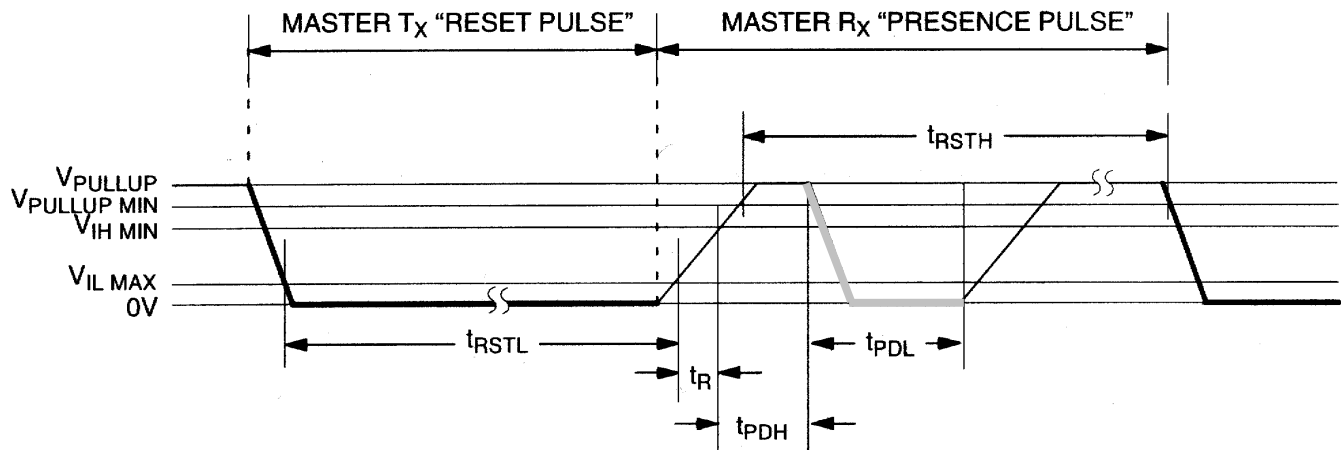 MASTER TX “RESET PULSE”
MASTER RX “PRESENCE PULSE”
tRSTH
VPULLUP
VPULLUP MIN
VIH MIN
VIL MAX
0V
tRSTL
tPDL
tR
tPDH